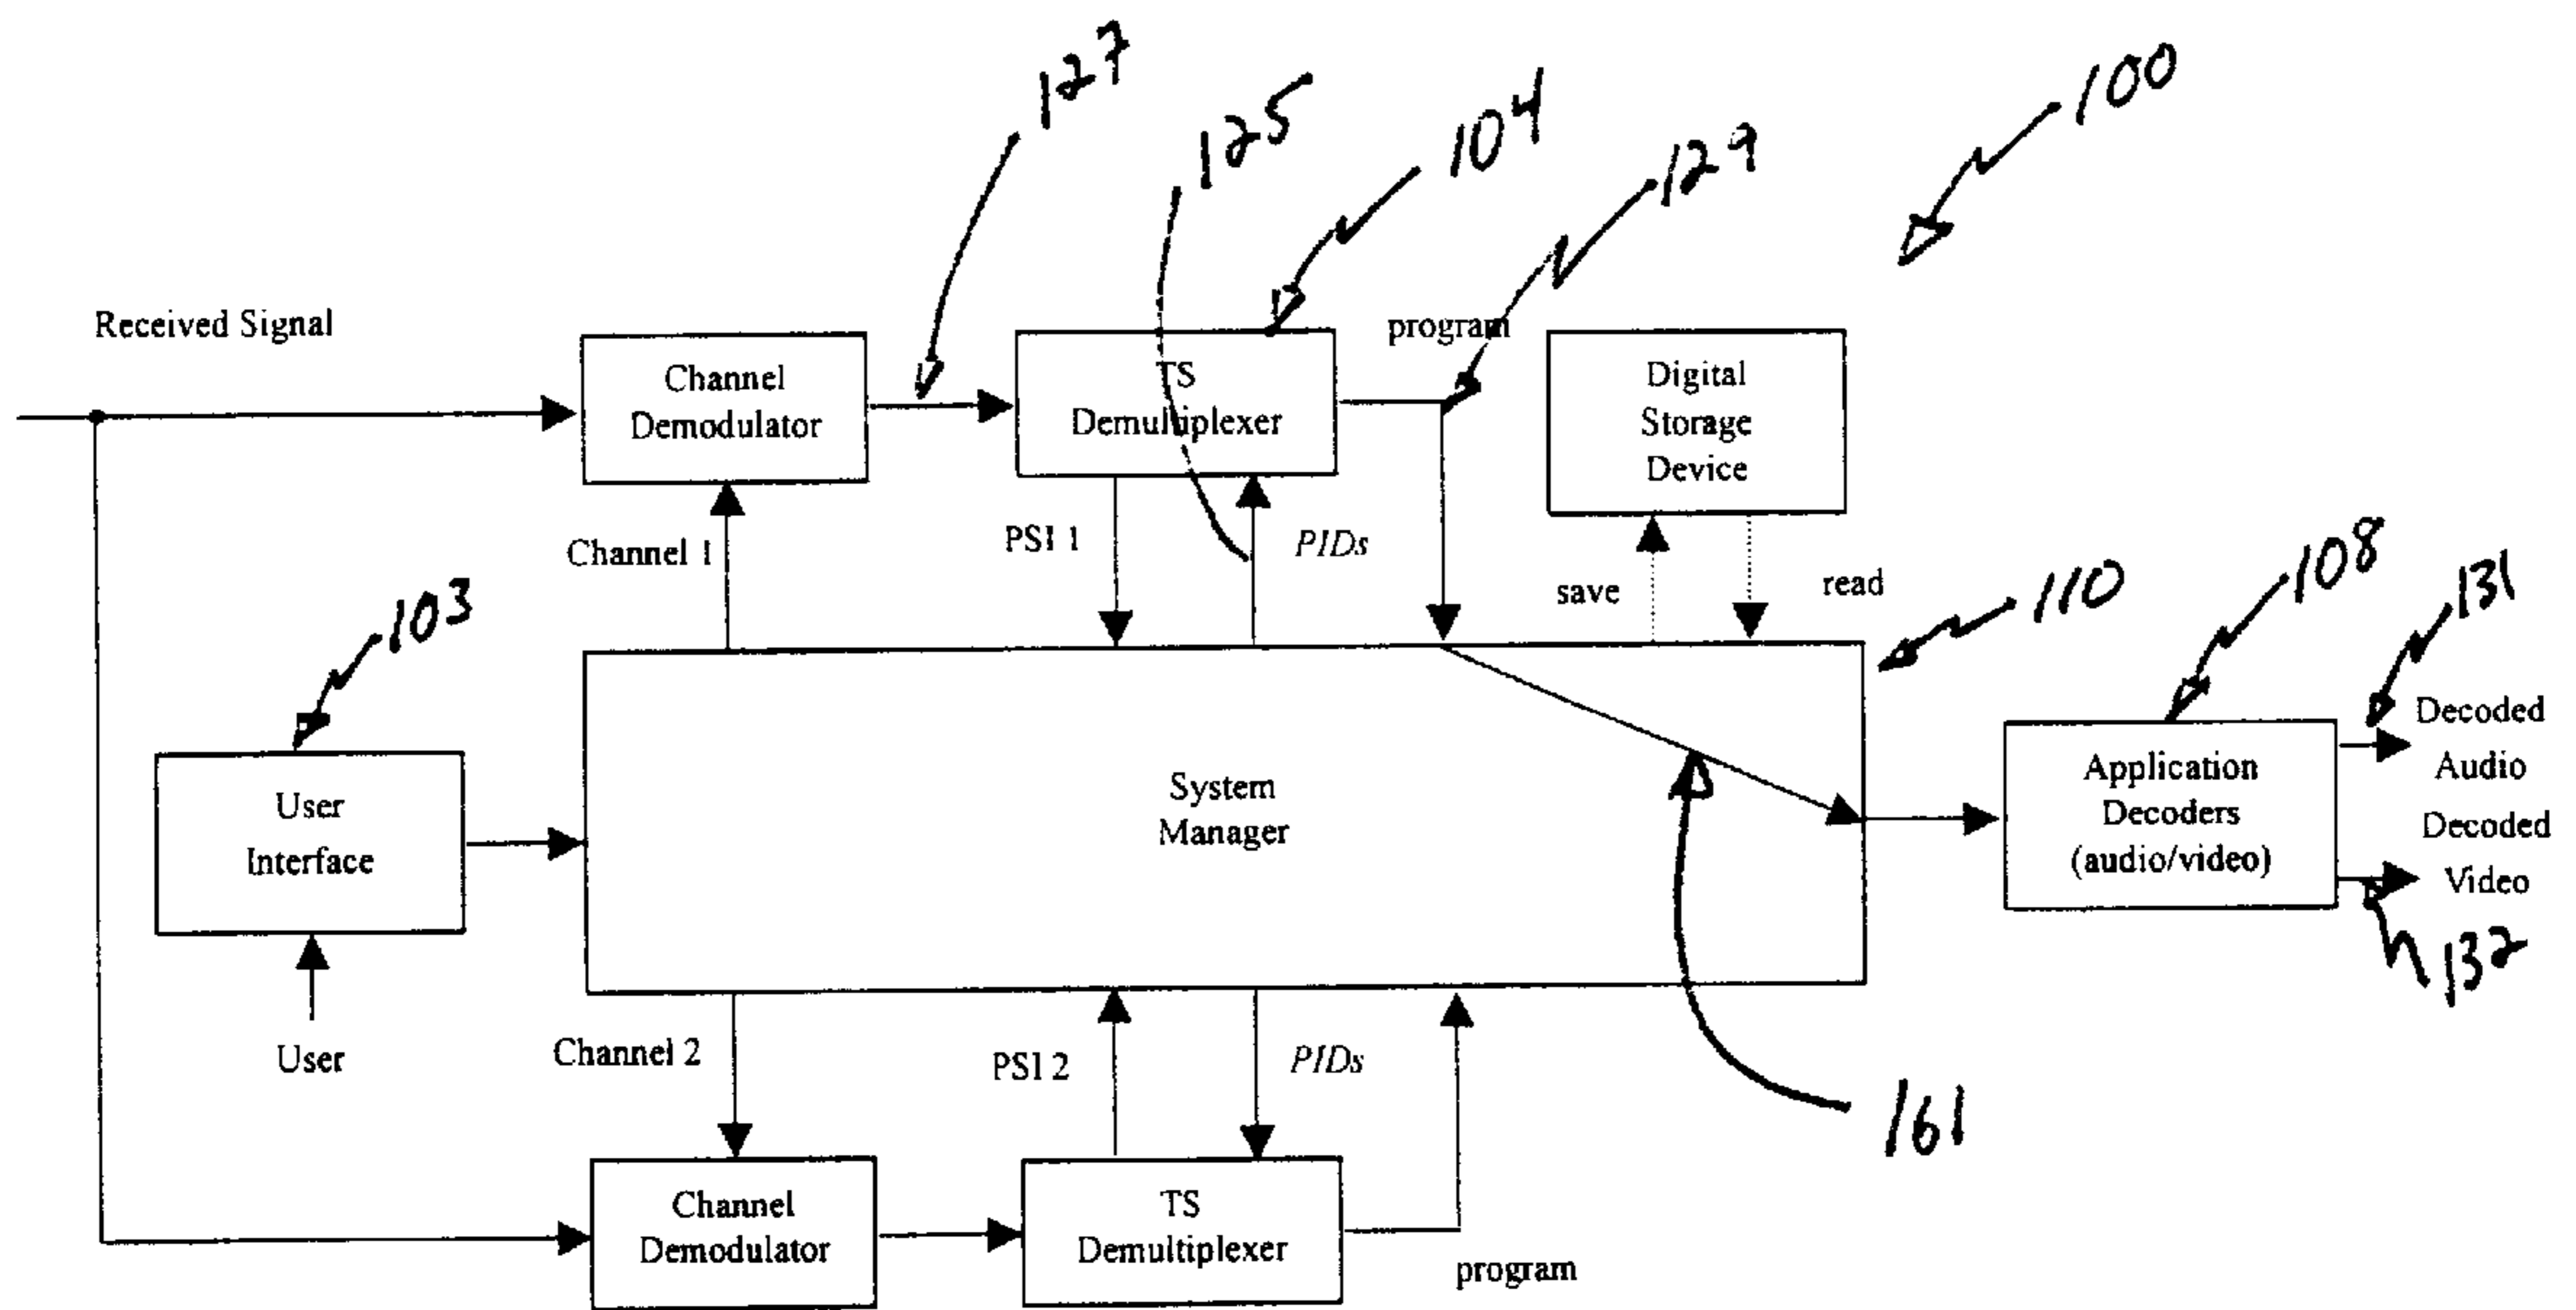 127
125
104
129
100
Received Signal
Channel
Demodulator
TS
Demultiplexer
program
Digital
Storage
Device
Channel 1
PSI 1
PIDs
save
read
103
110
108
131
User
Interface
System
Manager
Application
Decoders
(audio/video)
Decoded
Audio
Decoded
Video
132
User
Channel 2
PSI 2
PIDs
161
Channel
Demodulator
TS
Demultiplexer
program